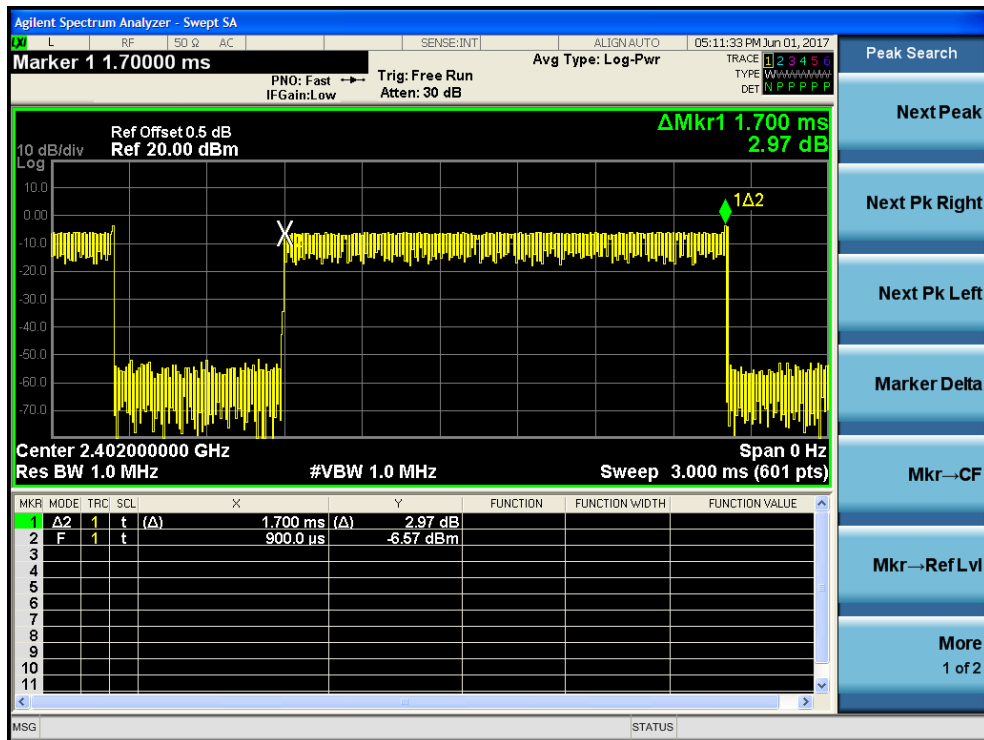 Agilent Spectrum Analyzer - Swept SA
LXI L RF 50 Ω AC SENSE:INT ALIGN AUTO 05:11:33 PM Jun 01, 2017
Marker 1 1.70000 ms
PNO: Fast
IFGain:Low
Trig: Free Run
Atten: 30 dB
Avg Type: Log-Pwr
TRACE 1 2 3 4 5 6
TYPE WWWWWW
DET N P P P P P
Peak Search
Next Peak
Next Pk Right
Next Pk Left
Marker Delta
Mkr→CF
Mkr→Ref Lvl
More
1 of 2
ΔMkr1 1.700 ms
2.97 dB
Ref Offset 0.5 dB
10 dB/div Ref 20.00 dBm
Log
10.0
0.00
-10.0
-20.0
-30.0
-40.0
-50.0
-60.0
-70.0
X
1Δ2
Center 2.402000000 GHz Span 0 Hz
Res BW 1.0 MHz #VBW 1.0 MHz Sweep 3.000 ms (601 pts)
MKR MODE TRC SCL X Y FUNCTION FUNCTION WIDTH FUNCTION VALUE
1 Δ2 1 t (Δ) 1.700 ms (Δ) 2.97 dB
2 F 1 t 900.0 µs -6.57 dBm
3
4
5
6
7
8
9
10
11
MSG STATUS